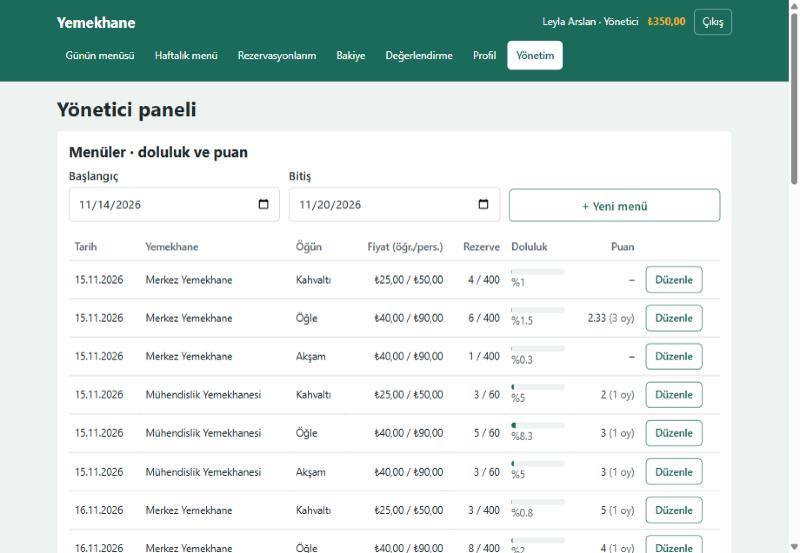 Yemekhane
Leyla Arslan · Yönetici ₺350,00 Çıkış
Günün menüsü Haftalık menü Rezervasyonlarım Bakiye Değerlendirme Profil Yönetim
Yönetici paneli
Menüler · doluluk ve puan
Başlangıç Bitiş
11/14/2026 11/20/2026 + Yeni menü
Tarih Yemekhane Öğün Fiyat (öğr./pers.) Rezerve Doluluk Puan
15.11.2026 Merkez Yemekhane Kahvaltı ₺25,00 / ₺50,00 4 / 400 %1 – Düzenle
15.11.2026 Merkez Yemekhane Öğle ₺40,00 / ₺90,00 6 / 400 %1.5 2.33 (3 oy) Düzenle
15.11.2026 Merkez Yemekhane Akşam ₺40,00 / ₺90,00 1 / 400 %0.3 – Düzenle
15.11.2026 Mühendislik Yemekhanesi Kahvaltı ₺25,00 / ₺50,00 3 / 60 %5 2 (1 oy) Düzenle
15.11.2026 Mühendislik Yemekhanesi Öğle ₺40,00 / ₺90,00 5 / 60 %8.3 3 (1 oy) Düzenle
15.11.2026 Mühendislik Yemekhanesi Akşam ₺40,00 / ₺90,00 3 / 60 %5 3 (1 oy) Düzenle
16.11.2026 Merkez Yemekhane Kahvaltı ₺25,00 / ₺50,00 3 / 400 %0.8 5 (1 oy) Düzenle
16.11.2026 Merkez Yemekhane Öğle ₺40,00 / ₺90,00 8 / 400 %2 4 (1 oy) Düzenle